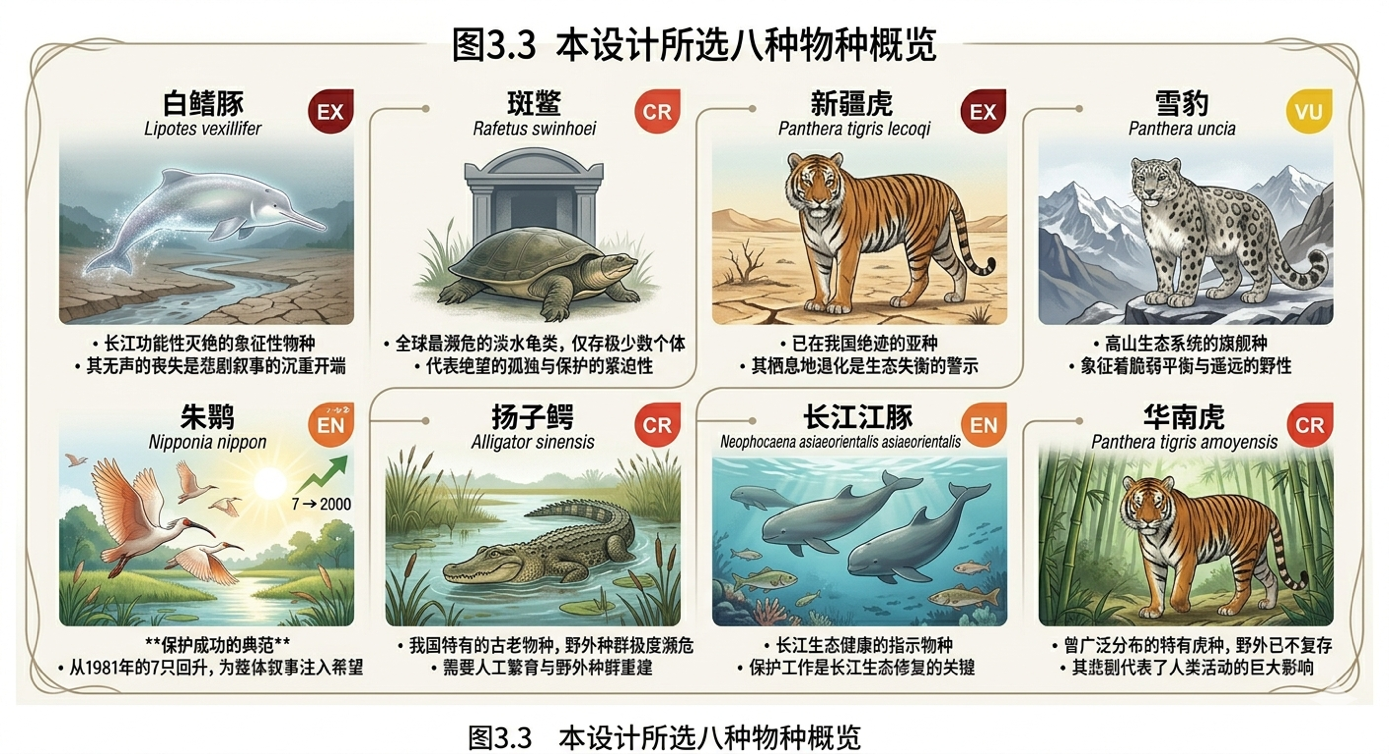 图3.3 本设计所选八种物种概览
白鳍豚
Lipotes vexillifer
EX
• 长江功能性灭绝的象征性物种
• 其无声的丧失是悲剧叙事的沉重开端
斑鳖
Rafetus swinhoei
CR
• 全球最濒危的淡水龟类，仅存极少数个体
• 代表绝望的孤独与保护的紧迫性
新疆虎
Panthera tigris lecoqi
EX
• 已在我国绝迹的亚种
• 其栖息地退化是生态失衡的警示
雪豹
Panthera uncia
VU
• 高山生态系统的旗舰种
• 象征着脆弱平衡与遥远的野性
朱鹮
Nipponia nippon
EN
7→2000
**保护成功的典范**
• 从1981年的7只回升, 为整体叙事注入希望
扬子鳄
Alligator sinensis
CR
• 我国特有的古老物种，野外种群极度濒危
• 需要人工繁育与野外种群重建
长江江豚
Neophocaena asiaeorientalis asiaeorientalis
EN
• 长江生态健康的指示物种
• 保护工作是长江生态修复的关键
华南虎
Panthera tigris amoyensis
CR
• 曾广泛分布的特有虎种，野外已不复存
• 其悲剧代表了人类活动的巨大影响
图3.3 本设计所选八种物种概览